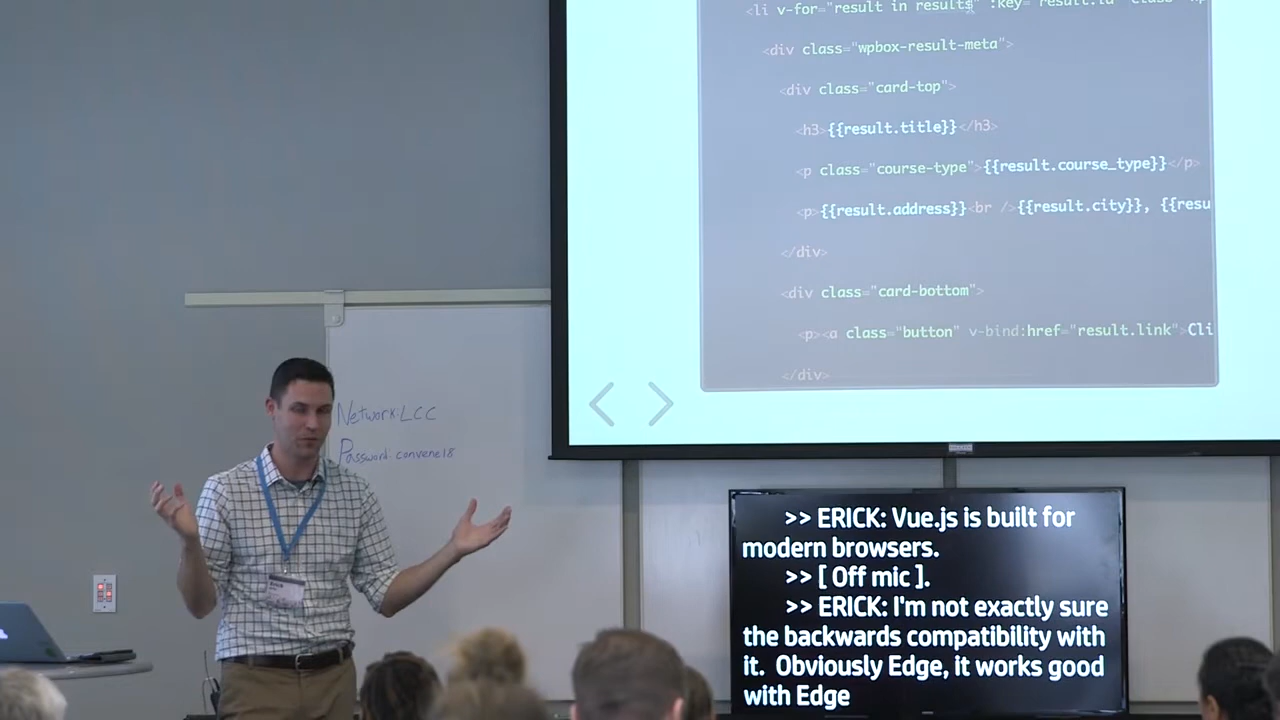 <li v-for="result in results" :key="result.id" class=
<div class="wpbox-result-meta">
<div class="card-top">
<h3>{{result.title}}</h3>
<p class="course-type">{{result.course_type}}</p>
<p>{{result.address}}<br />{{result.city}}, {{resu
</div>
<div class="card-bottom">
<p><a class="button" v-bind:href="result.link">Cli
</div>
Network: LCC
Password: convene18
>> ERICK: Vue.js is built for
modern browsers.
>> [ Off mic ].
>> ERICK: I'm not exactly sure
the backwards compatibility with
it.  Obviously Edge, it works good
with Edge